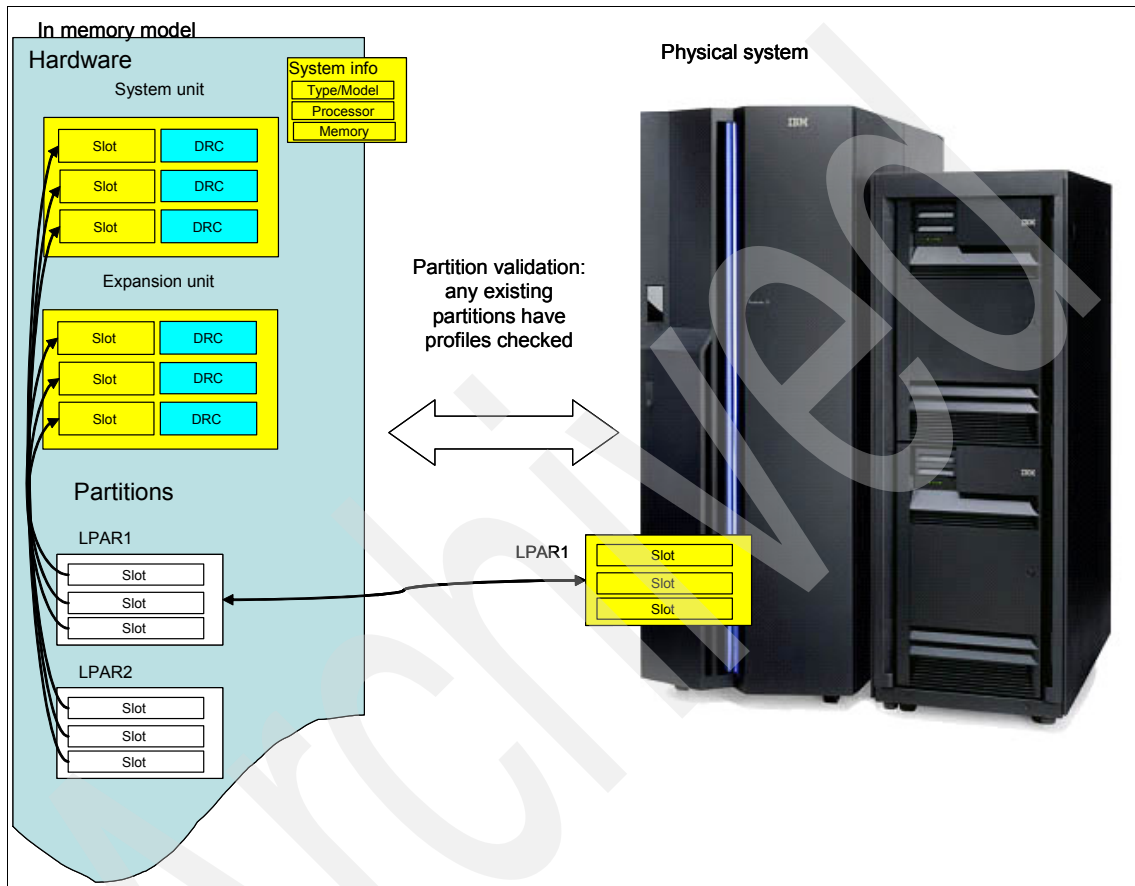 In memory model
Hardware
System unit
System info
Type/Model
Processor
Memory
Slot DRC
Slot DRC
Slot DRC
Expansion unit
Slot DRC
Slot DRC
Slot DRC
Partitions
LPAR1
Slot
Slot
Slot
LPAR2
Slot
Slot
Slot
Partition validation:
any existing
partitions have
profiles checked
Physical system
IBM
IBM
IBM
LPAR1
Slot
Slot
Slot
Archived